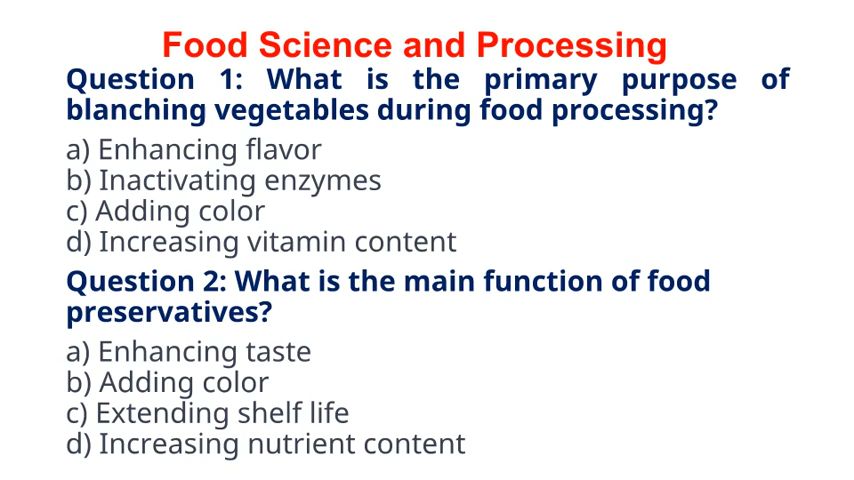 Food Science and Processing
Question 1: What is the primary purpose of
blanching vegetables during food processing?
a) Enhancing flavor
b) Inactivating enzymes
c) Adding color
d) Increasing vitamin content
Question 2: What is the main function of food
preservatives?
a) Enhancing taste
b) Adding color
c) Extending shelf life
d) Increasing nutrient content